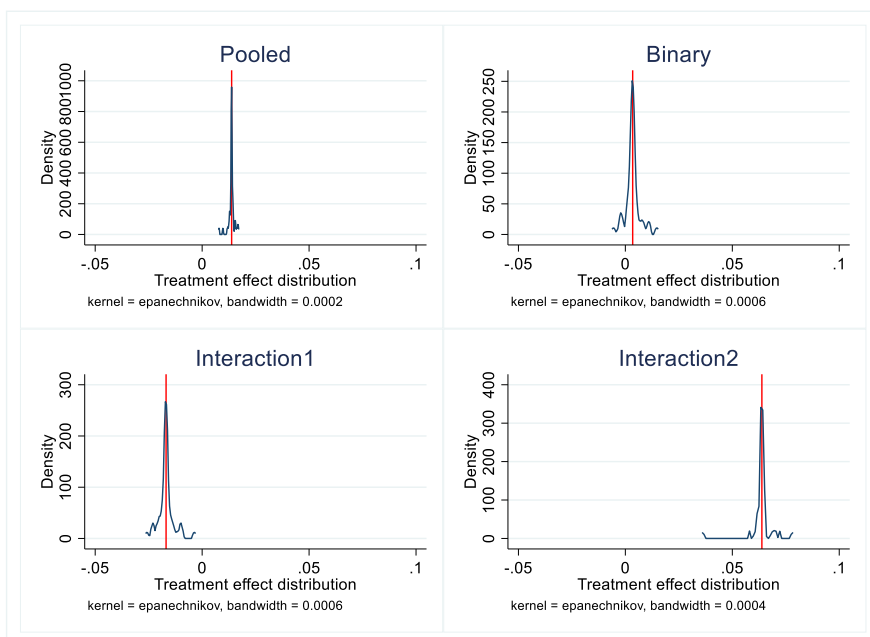 Pooled
Density
0 200 400 600 800 1000
-.05 0 .05 .1
Treatment effect distribution
kernel = epanechnikov, bandwidth = 0.0002
Binary
Density
0 50 100 150 200 250
-.05 0 .05 .1
Treatment effect distribution
kernel = epanechnikov, bandwidth = 0.0006
Interaction1
Density
0 100 200 300
-.05 0 .05 .1
Treatment effect distribution
kernel = epanechnikov, bandwidth = 0.0006
Interaction2
Density
0 100 200 300 400
-.05 0 .05 .1
Treatment effect distribution
kernel = epanechnikov, bandwidth = 0.0004